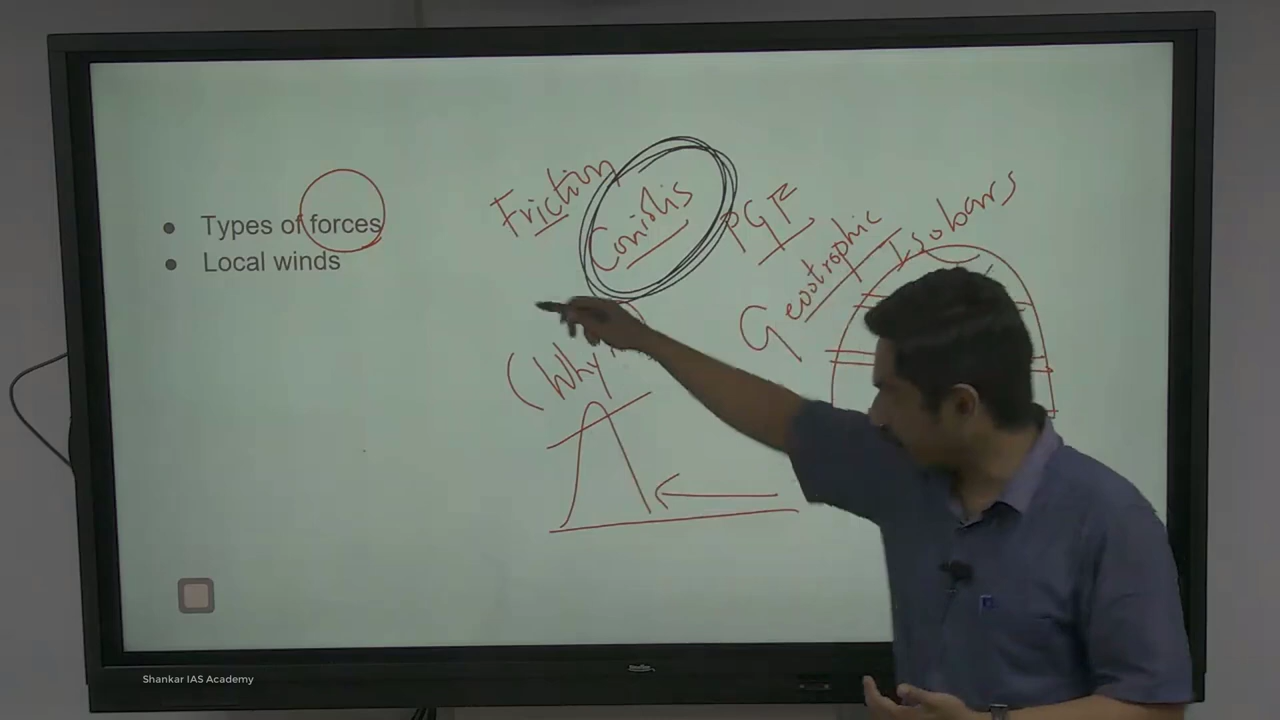 Types of forces
Local winds
Friction
Coriolis
PGF
Geostrophic
Isobars
(Why
Shankar IAS Academy